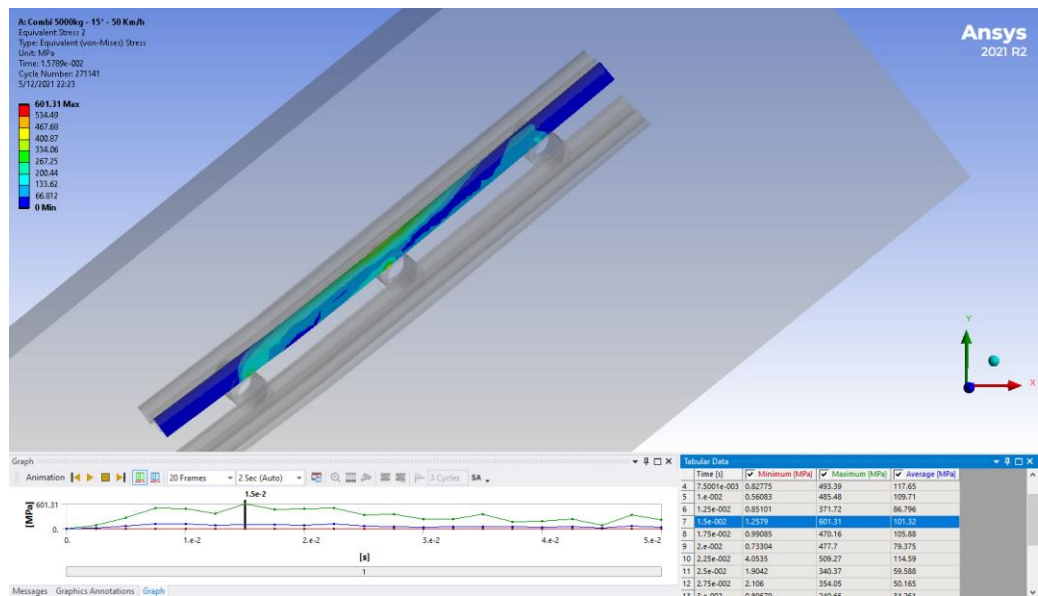 A: Combi 5000kg - 15° - 50 Km/h
Equivalent Stress 2
Type: Equivalent (von-Mises) Stress
Unit: MPa
Time: 1.5789e-002
Cycle Number: 271141
5/12/2021 22:23
601.31 Max
534.49
467.68
400.87
334.06
267.25
200.44
133.62
66.812
0 Min
Ansys
2021 R2
Y
X
Graph
Animation 20 Frames 2 Sec (Auto) 3 Cycles SA
1.5e-2
[MPa]
601.31
0.
0. 1.e-2 2.e-2 3.e-2 4.e-2 5.e-2
[s]
1
Messages Graphics Annotations Graph
Tabular Data
Time [s] Minimum [MPa] Maximum [MPa] Average [MPa]
4 7.5001e-003 0.82775 493.39 117.65
5 1.e-002 0.56083 485.48 109.71
6 1.25e-002 0.85101 371.72 86.796
7 1.5e-002 1.2579 601.31 101.32
8 1.75e-002 0.99085 470.16 105.88
9 2.e-002 0.73304 477.7 79.375
10 2.25e-002 4.0535 509.27 114.59
11 2.5e-002 1.9042 340.37 59.588
12 2.75e-002 2.106 354.05 50.165